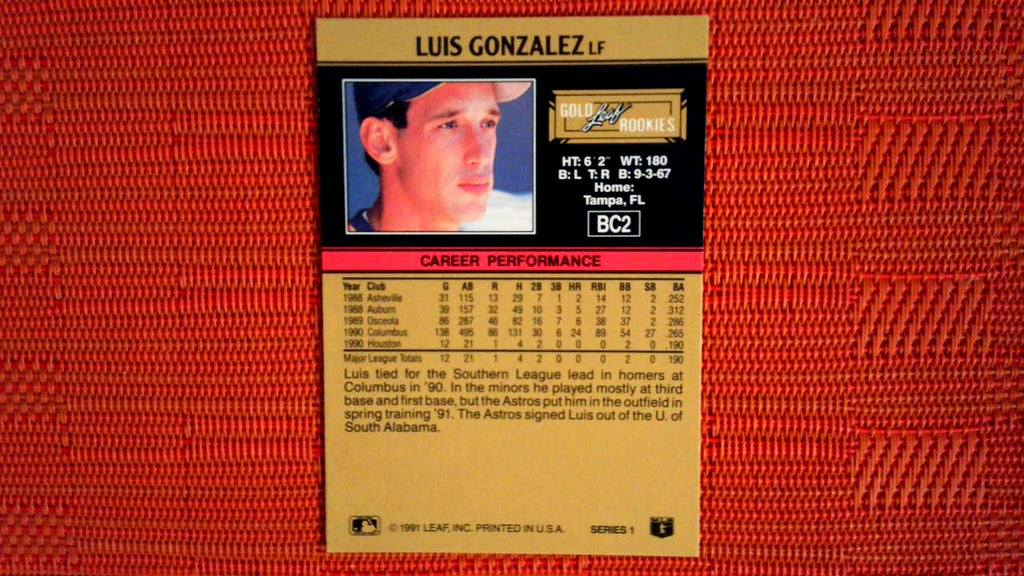 LUIS GONZALEZ LF
GOLD Leaf ROOKIES
HT: 6´2¨ WT: 180
B: L T: R B: 9-3-67
Home:
Tampa, FL
BC2
CAREER PERFORMANCE
Year Club G AB R H 2B 3B HR RBI BB SB BA
1988 Asheville 31 115 13 29 7 1 2 14 12 2 .252
1988 Auburn 39 157 32 49 10 3 5 27 12 2 .312
1989 Osceola 86 287 46 82 16 7 6 38 37 2 .286
1990 Columbus 138 495 86 131 30 6 24 89 54 27 .265
1990 Houston 12 21 1 4 2 0 0 0 2 0 .190
Major League Totals 12 21 1 4 2 0 0 0 2 0 .190
Luis tied for the Southern League lead in homers at
Columbus in '90. In the minors he played mostly at third
base and first base, but the Astros put him in the outfield in
spring training '91. The Astros signed Luis out of the U. of
South Alabama.
© 1991 LEAF, INC. PRINTED IN U.S.A. SERIES 1